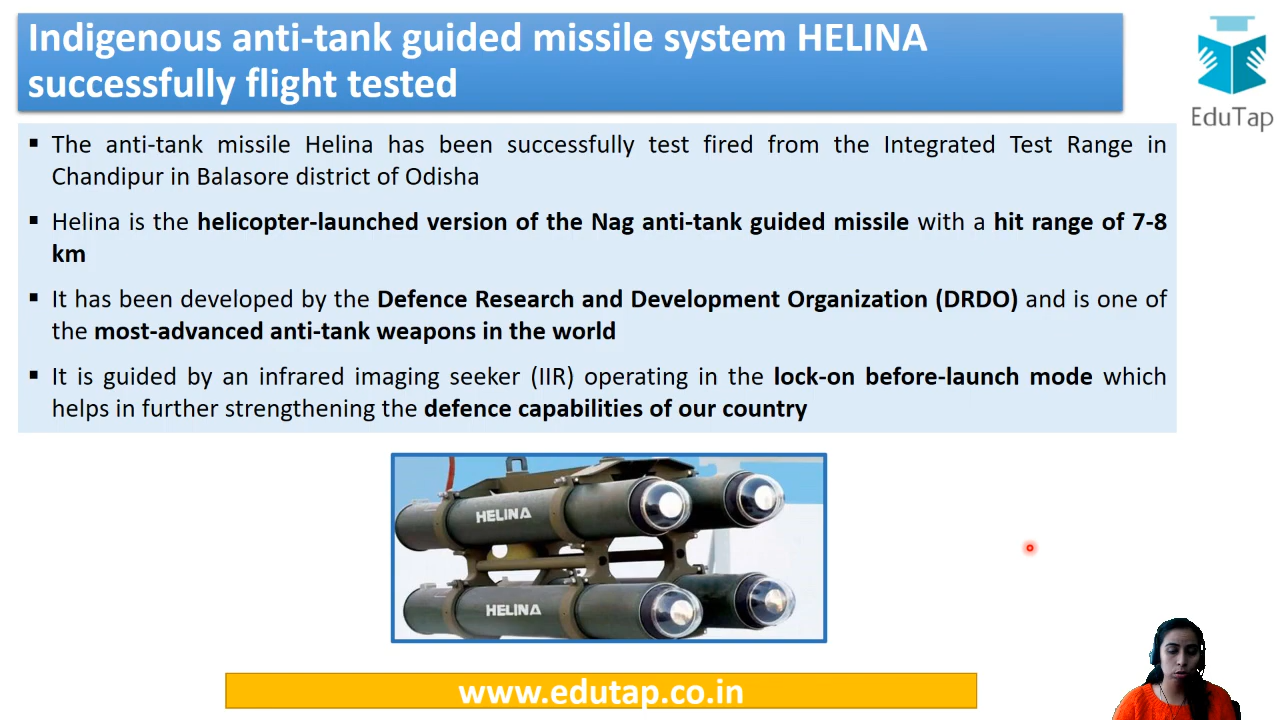 Indigenous anti-tank guided missile system HELINA
successfully flight tested
EduTap
▪ The anti-tank missile Helina has been successfully test fired from the Integrated Test Range in
Chandipur in Balasore district of Odisha
▪ Helina is the helicopter-launched version of the Nag anti-tank guided missile with a hit range of 7-8
km
▪ It has been developed by the Defence Research and Development Organization (DRDO) and is one of
the most-advanced anti-tank weapons in the world
▪ It is guided by an infrared imaging seeker (IIR) operating in the lock-on before-launch mode which
helps in further strengthening the defence capabilities of our country
HELINA
HELINA
www.edutap.co.in